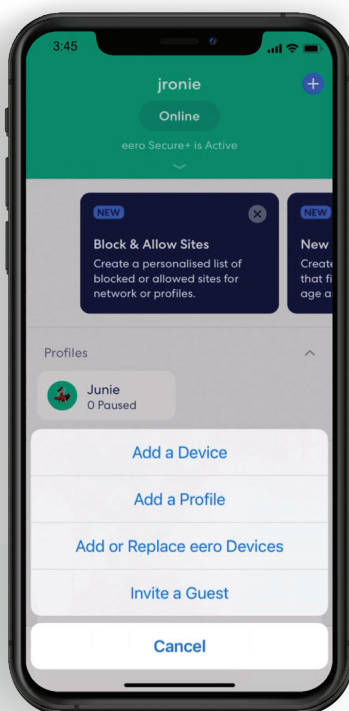 3:45
jronie
Online
eero Secure+ is Active
NEW
Block & Allow Sites
Create a personalised list of
blocked or allowed sites for
network or profiles.
NEW
New
Create
that fi
age a
Profiles
Junie
0 Paused
Add a Device
Add a Profile
Add or Replace eero Devices
Invite a Guest
Cancel